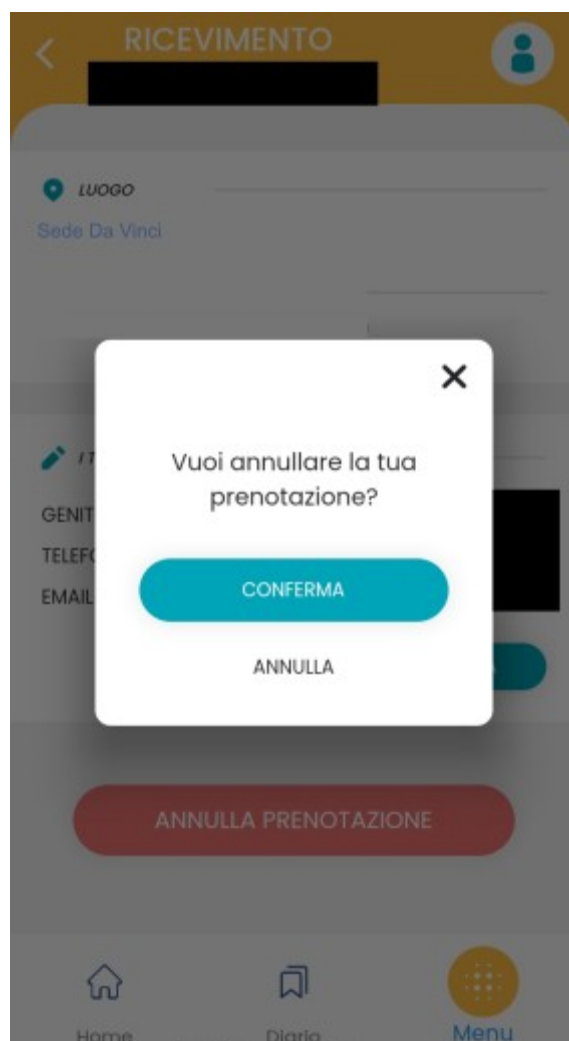 RICEVIMENTO
LUOGO
Sede Da Vinci
Vuoi annullare la tua
prenotazione?
GENIT
TELEFO
EMAIL
CONFERMA
ANNULLA
ANNULLA PRENOTAZIONE
Home
Diario
Menu